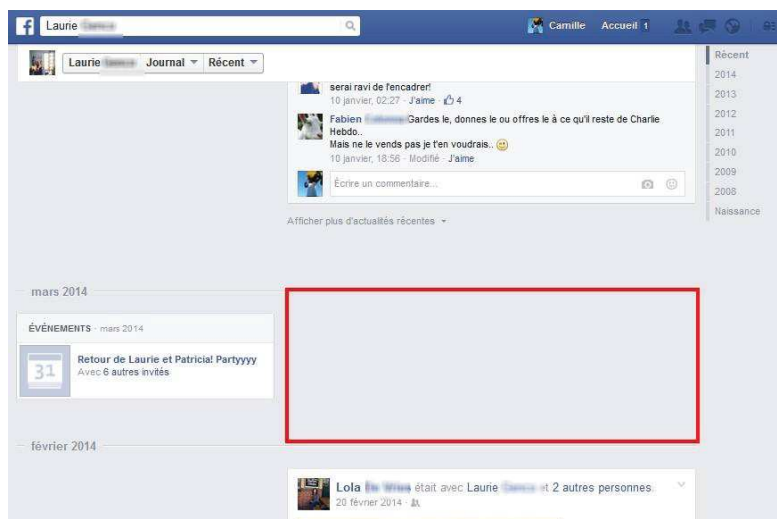 Laurie
Camille Accueil 1
Laurie Journal Récent
Récent
2014
2013
2012
2011
2010
2009
2008
Naissance
serai ravi de l'encadrer!
10 janvier, 02:27 · J'aime · 4
Fabien Gardes le, donnes le ou offres le à ce qu'il reste de Charlie
Hebdo..
Mais ne le vends pas je t'en voudrais..
10 janvier, 18:56 · Modifié · J'aime
Écrire un commentaire...
Afficher plus d'actualités récentes
mars 2014
ÉVÉNEMENTS · mars 2014
31
Retour de Laurie et Patricia! Partyyyy
Avec 6 autres invités
février 2014
Lola était avec Laurie et 2 autres personnes.
20 février 2014 ·